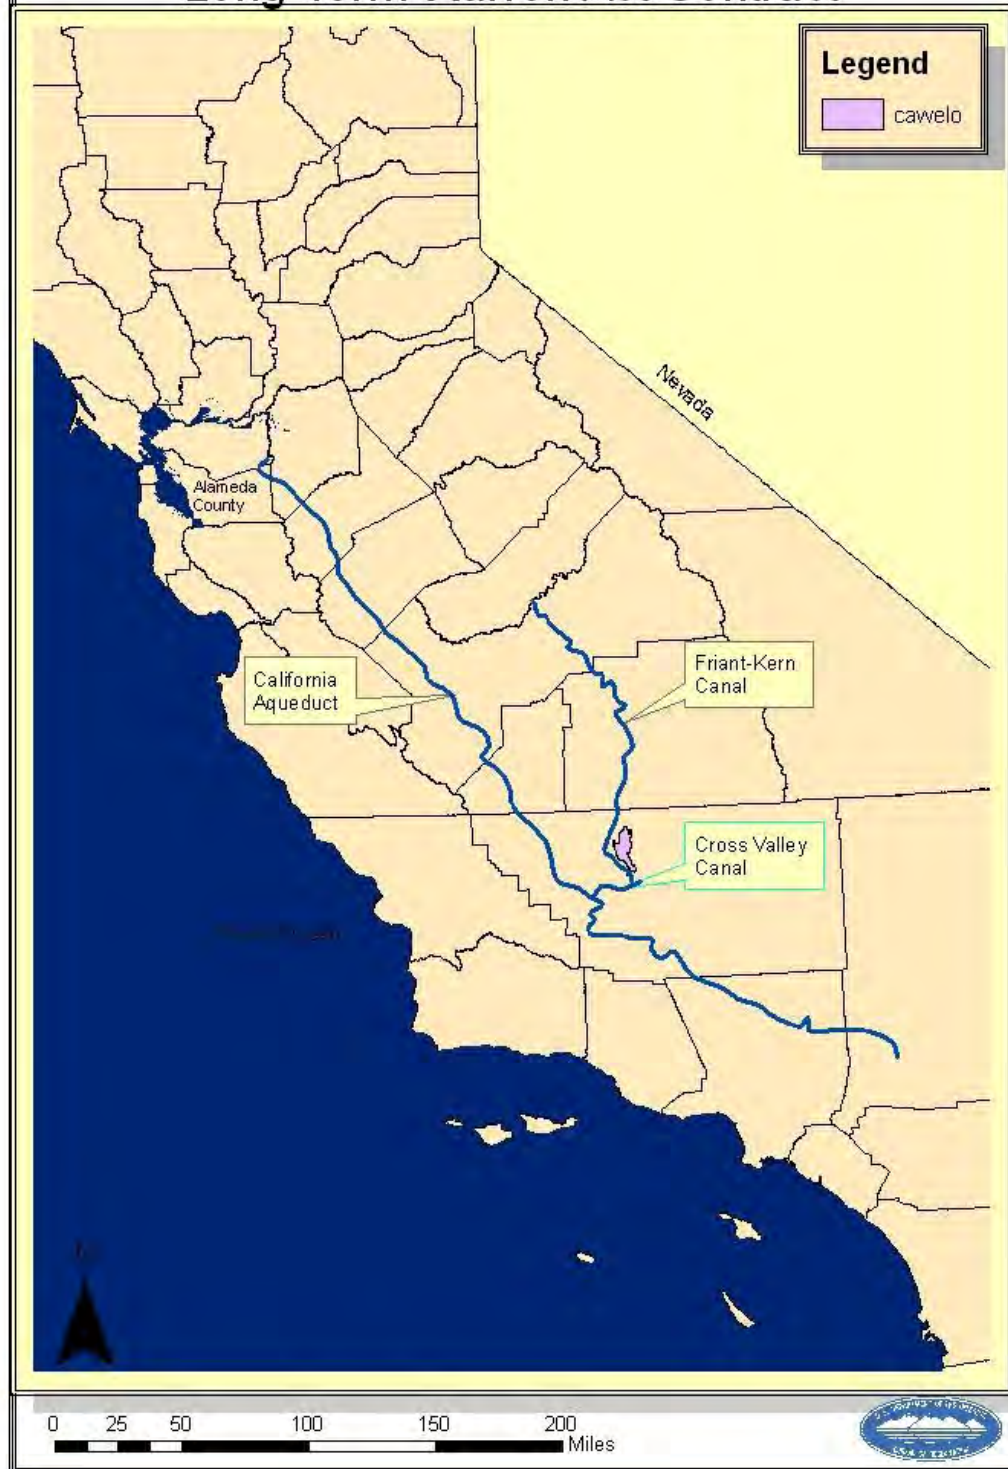 Legend
cawelo
Nevada
Alameda
County
California
Aqueduct
Friant-Kern
Canal
Cross Valley
Canal
0 25 50 100 150 200
Miles